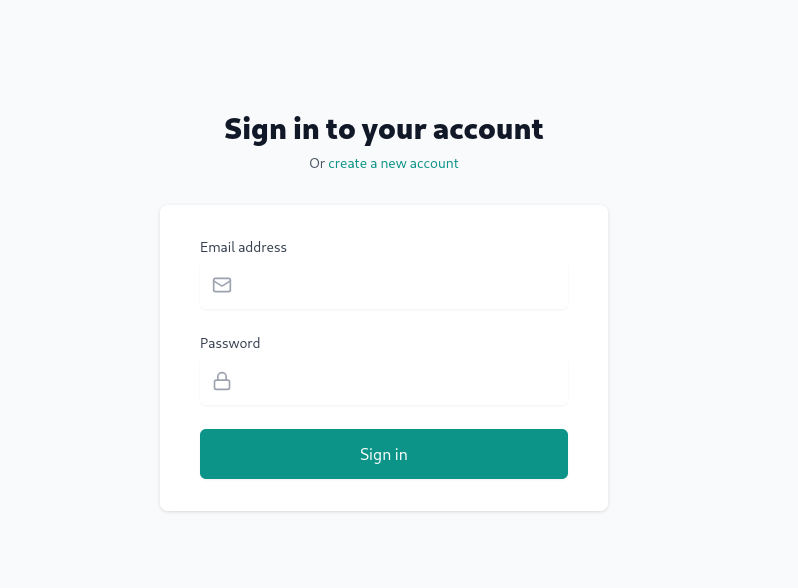 Sign in to your account
Or create a new account
Email address
Password
Sign in